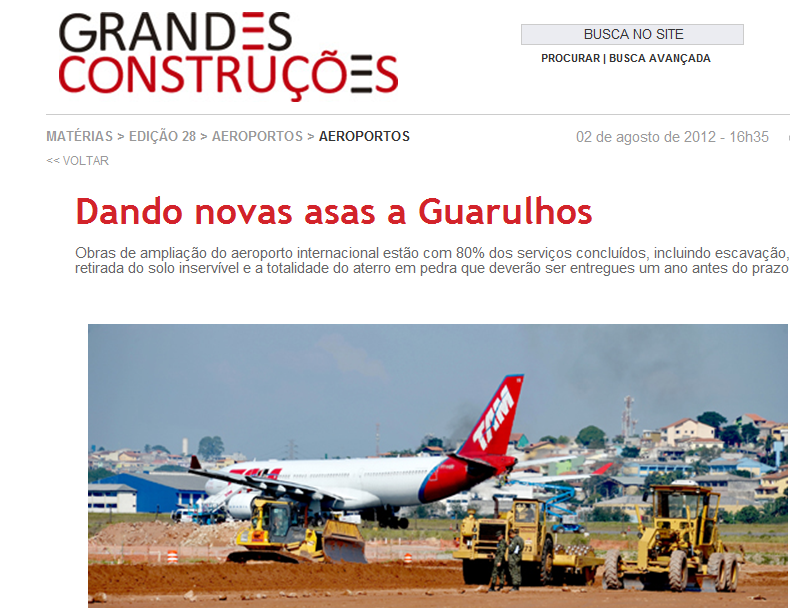 GRANDES
CONSTRUÇÕES
BUSCA NO SITE
PROCURAR | BUSCA AVANÇADA
MATÉRIAS > EDIÇÃO 28 > AEROPORTOS > AEROPORTOS
02 de agosto de 2012 - 16h35
<< VOLTAR
Dando novas asas a Guarulhos
Obras de ampliação do aeroporto internacional estão com 80% dos serviços concluídos, incluindo escavação,
retirada do solo inservível e a totalidade do aterro em pedra que deverão ser entregues um ano antes do prazo
TAM
TAM